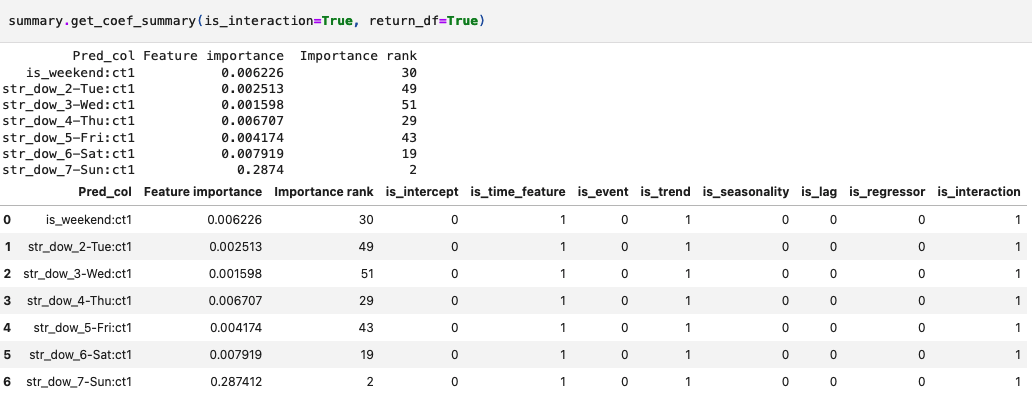 summary.get_coef_summary(is_interaction=True, return_df=True)
Pred_col Feature importance Importance rank
is_weekend:ct1 0.006226 30
str_dow_2-Tue:ct1 0.002513 49
str_dow_3-Wed:ct1 0.001598 51
str_dow_4-Thu:ct1 0.006707 29
str_dow_5-Fri:ct1 0.004174 43
str_dow_6-Sat:ct1 0.007919 19
str_dow_7-Sun:ct1 0.2874 2
Pred_col Feature importance Importance rank is_intercept is_time_feature is_event is_trend is_seasonality is_lag is_regressor is_interaction
0 is_weekend:ct1 0.006226 30 0 1 0 1 0 0 0 1
1 str_dow_2-Tue:ct1 0.002513 49 0 1 0 1 0 0 0 1
2 str_dow_3-Wed:ct1 0.001598 51 0 1 0 1 0 0 0 1
3 str_dow_4-Thu:ct1 0.006707 29 0 1 0 1 0 0 0 1
4 str_dow_5-Fri:ct1 0.004174 43 0 1 0 1 0 0 0 1
5 str_dow_6-Sat:ct1 0.007919 19 0 1 0 1 0 0 0 1
6 str_dow_7-Sun:ct1 0.287412 2 0 1 0 1 0 0 0 1